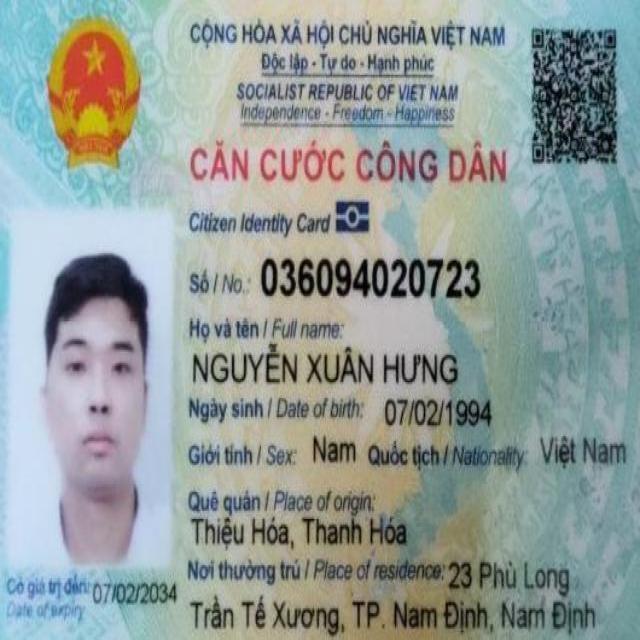 CỘNG HÒA XÃ HỘI CHỦ NGHĨA VIỆT NAM
Độc lập - Tự do - Hạnh phúc
SOCIALIST REPUBLIC OF VIET NAM
Independence - Freedom - Happiness
CĂN CƯỚC CÔNG DÂN
Citizen Identity Card
Số / No.: 036094020723
Họ và tên / Full name:
NGUYỄN XUÂN HƯNG
Ngày sinh / Date of birth: 07/02/1994
Giới tính / Sex: Nam Quốc tịch / Nationality: Việt Nam
Quê quán / Place of origin:
Thiệu Hóa, Thanh Hóa
Nơi thường trú / Place of residence: 23 Phù Long
Trần Tế Xương, TP. Nam Định, Nam Định
Có giá trị đến: 07/02/2034
Date of expiry